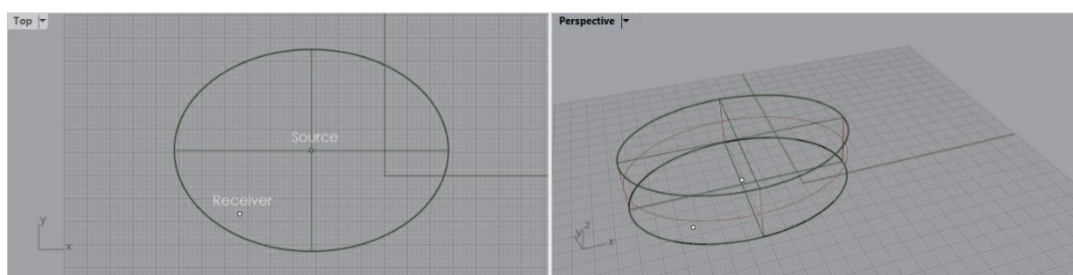 Top
Perspective
Source
Receiver
y
x
z
y
x